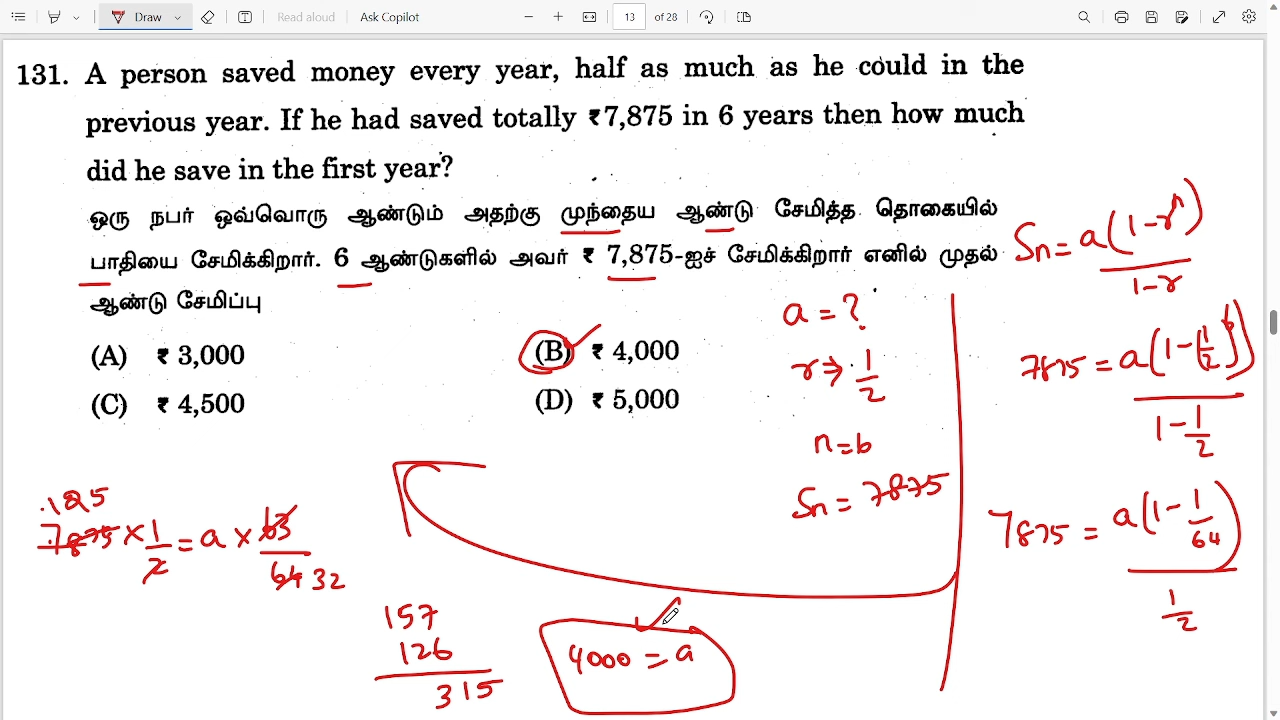 Draw
Read aloud
Ask Copilot
13
of 28
131. A person saved money every year, half as much as he could in the
previous year. If he had saved totally ₹7,875 in 6 years then how much
did he save in the first year?
ஒரு நபர் ஒவ்வொரு ஆண்டும் அதற்கு முந்தைய ஆண்டு சேமித்த தொகையில்
பாதியை சேமிக்கிறார். 6 ஆண்டுகளில் அவர் ₹ 7,875-ஐச் சேமிக்கிறார் எனில் முதல்
ஆண்டு சேமிப்பு
(A) ₹ 3,000
(B) ₹ 4,000
(C) ₹ 4,500
(D) ₹ 5,000
a = ?
r ⇒ 1/2
n = 6
Sn = 7875
Sn = a(1-r^n)/1-r
7875 = a(1-(1/2)^6)/1-1/2
7875 = a(1-1/64)/1/2
125
7875 × 1/2 = a × 63/64 32
157
126
315
4000 = a